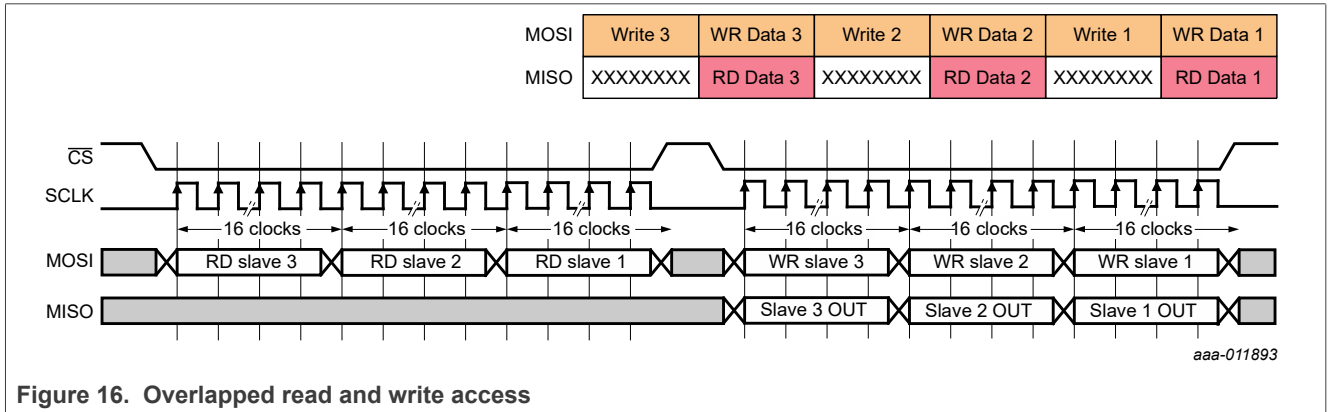 MOSI Write 3 WR Data 3 Write 2 WR Data 2 Write 1 WR Data 1
MISO XXXXXXXX RD Data 3 XXXXXXXX RD Data 2 XXXXXXXX RD Data 1
CS
SCLK
16 clocks 16 clocks 16 clocks 16 clocks 16 clocks 16 clocks
MOSI RD slave 3 RD slave 2 RD slave 1 WR slave 3 WR slave 2 WR slave 1
MISO Slave 3 OUT Slave 2 OUT Slave 1 OUT
aaa-011893
Figure 16. Overlapped read and write access